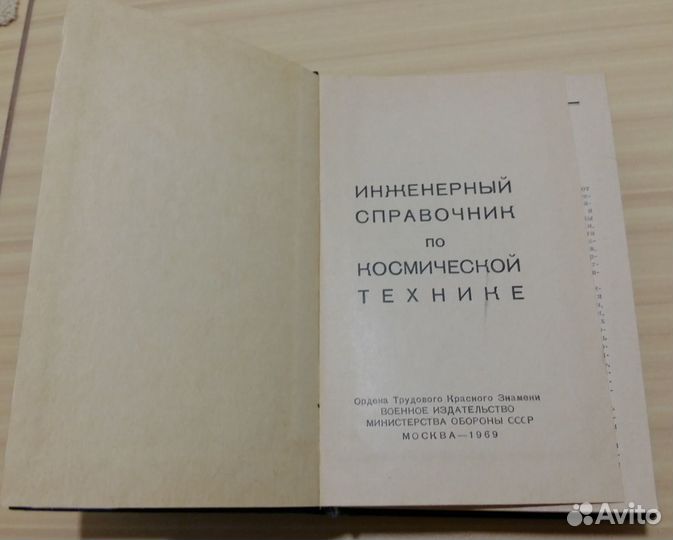 ИНЖЕНЕРНЫЙ
СПРАВОЧНИК
ПО
КОСМИЧЕСКОЙ
ТЕХНИКЕ
Ордена Трудового Красного Знамени
ВОЕННОЕ ИЗДАТЕЛЬСТВО
МИНИСТЕРСТВА ОБОРОНЫ СССР
МОСКВА—1969
Avito